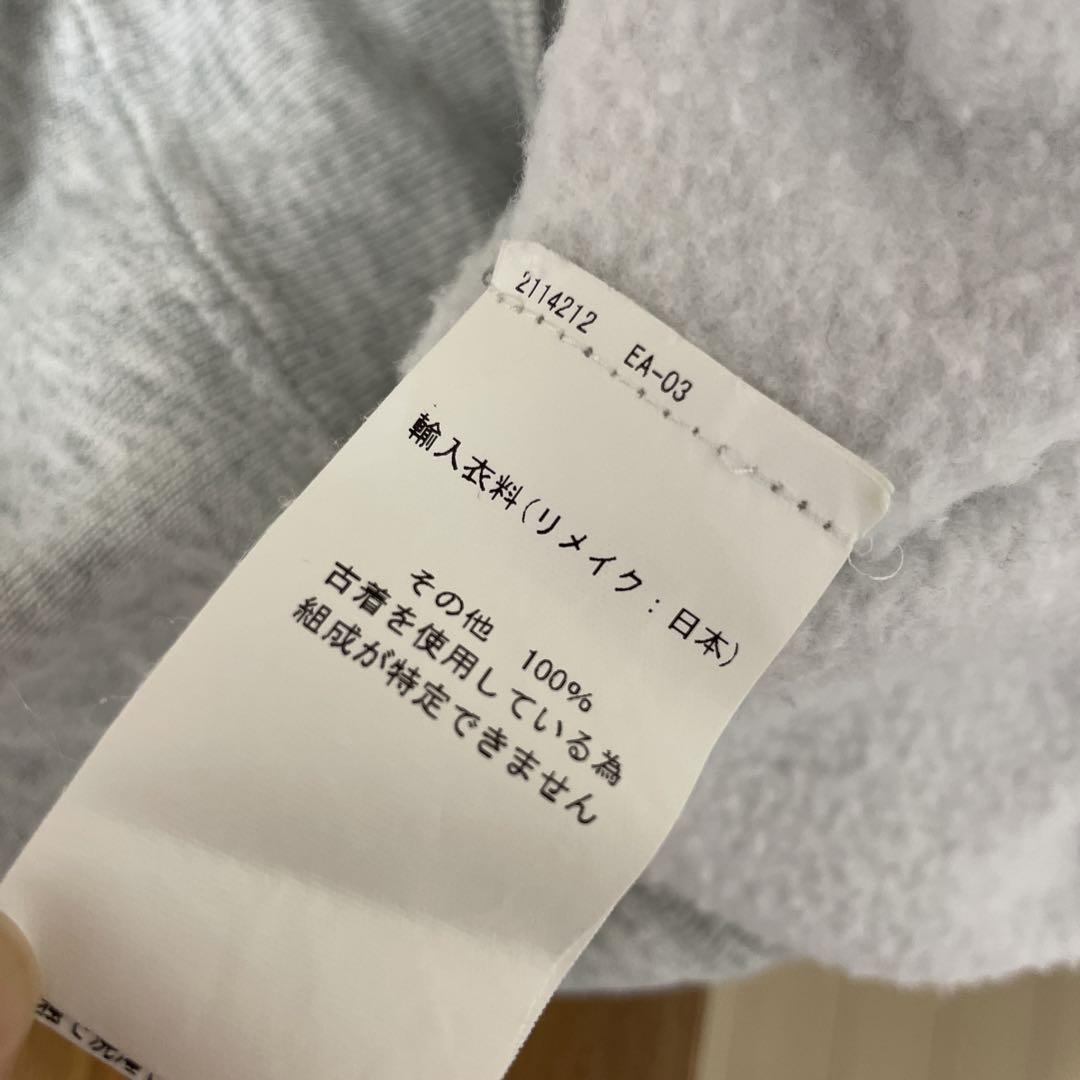 2114212 EA-03
輸入衣料(リメイク:日本)
その他 100%
古着を使用している為
組成が特定できません